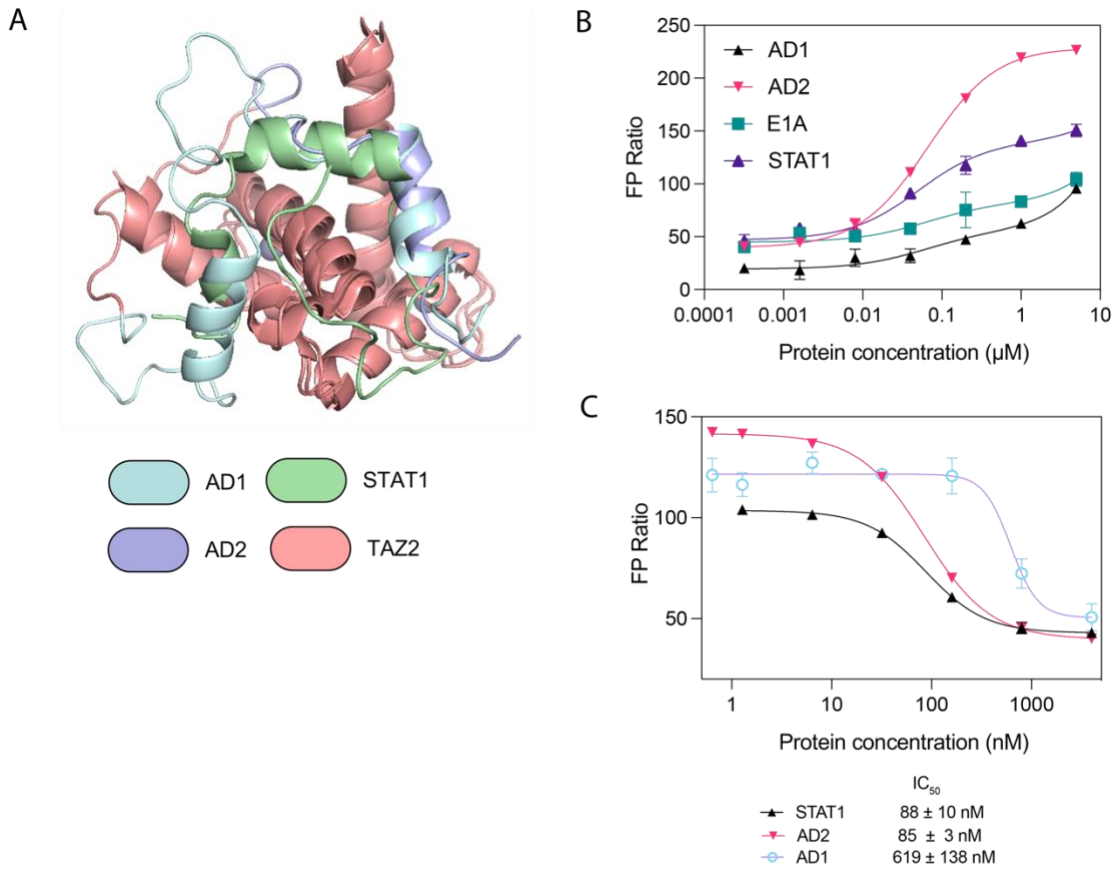 A
AD1
STAT1
AD2
TAZ2
B
FP Ratio
250
200
150
100
50
0
AD1
AD2
E1A
STAT1
0.0001
0.001
0.01
0.1
1
10
Protein concentration (µM)
C
FP Ratio
150
100
50
1
10
100
1000
Protein concentration (nM)
IC50
STAT1 88 ± 10 nM
AD2 85 ± 3 nM
AD1 619 ± 138 nM